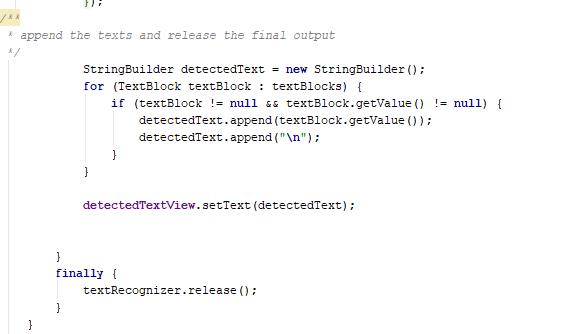 });
/**
* append the texts and release the final output
*/
StringBuilder detectedText = new StringBuilder();
for (TextBlock textBlock : textBlocks) {
if (textBlock != null && textBlock.getValue() != null) {
detectedText.append(textBlock.getValue());
detectedText.append("\n");
}
}
detectedTextView.setText(detectedText);
}
finally {
textRecognizer.release();
}
}